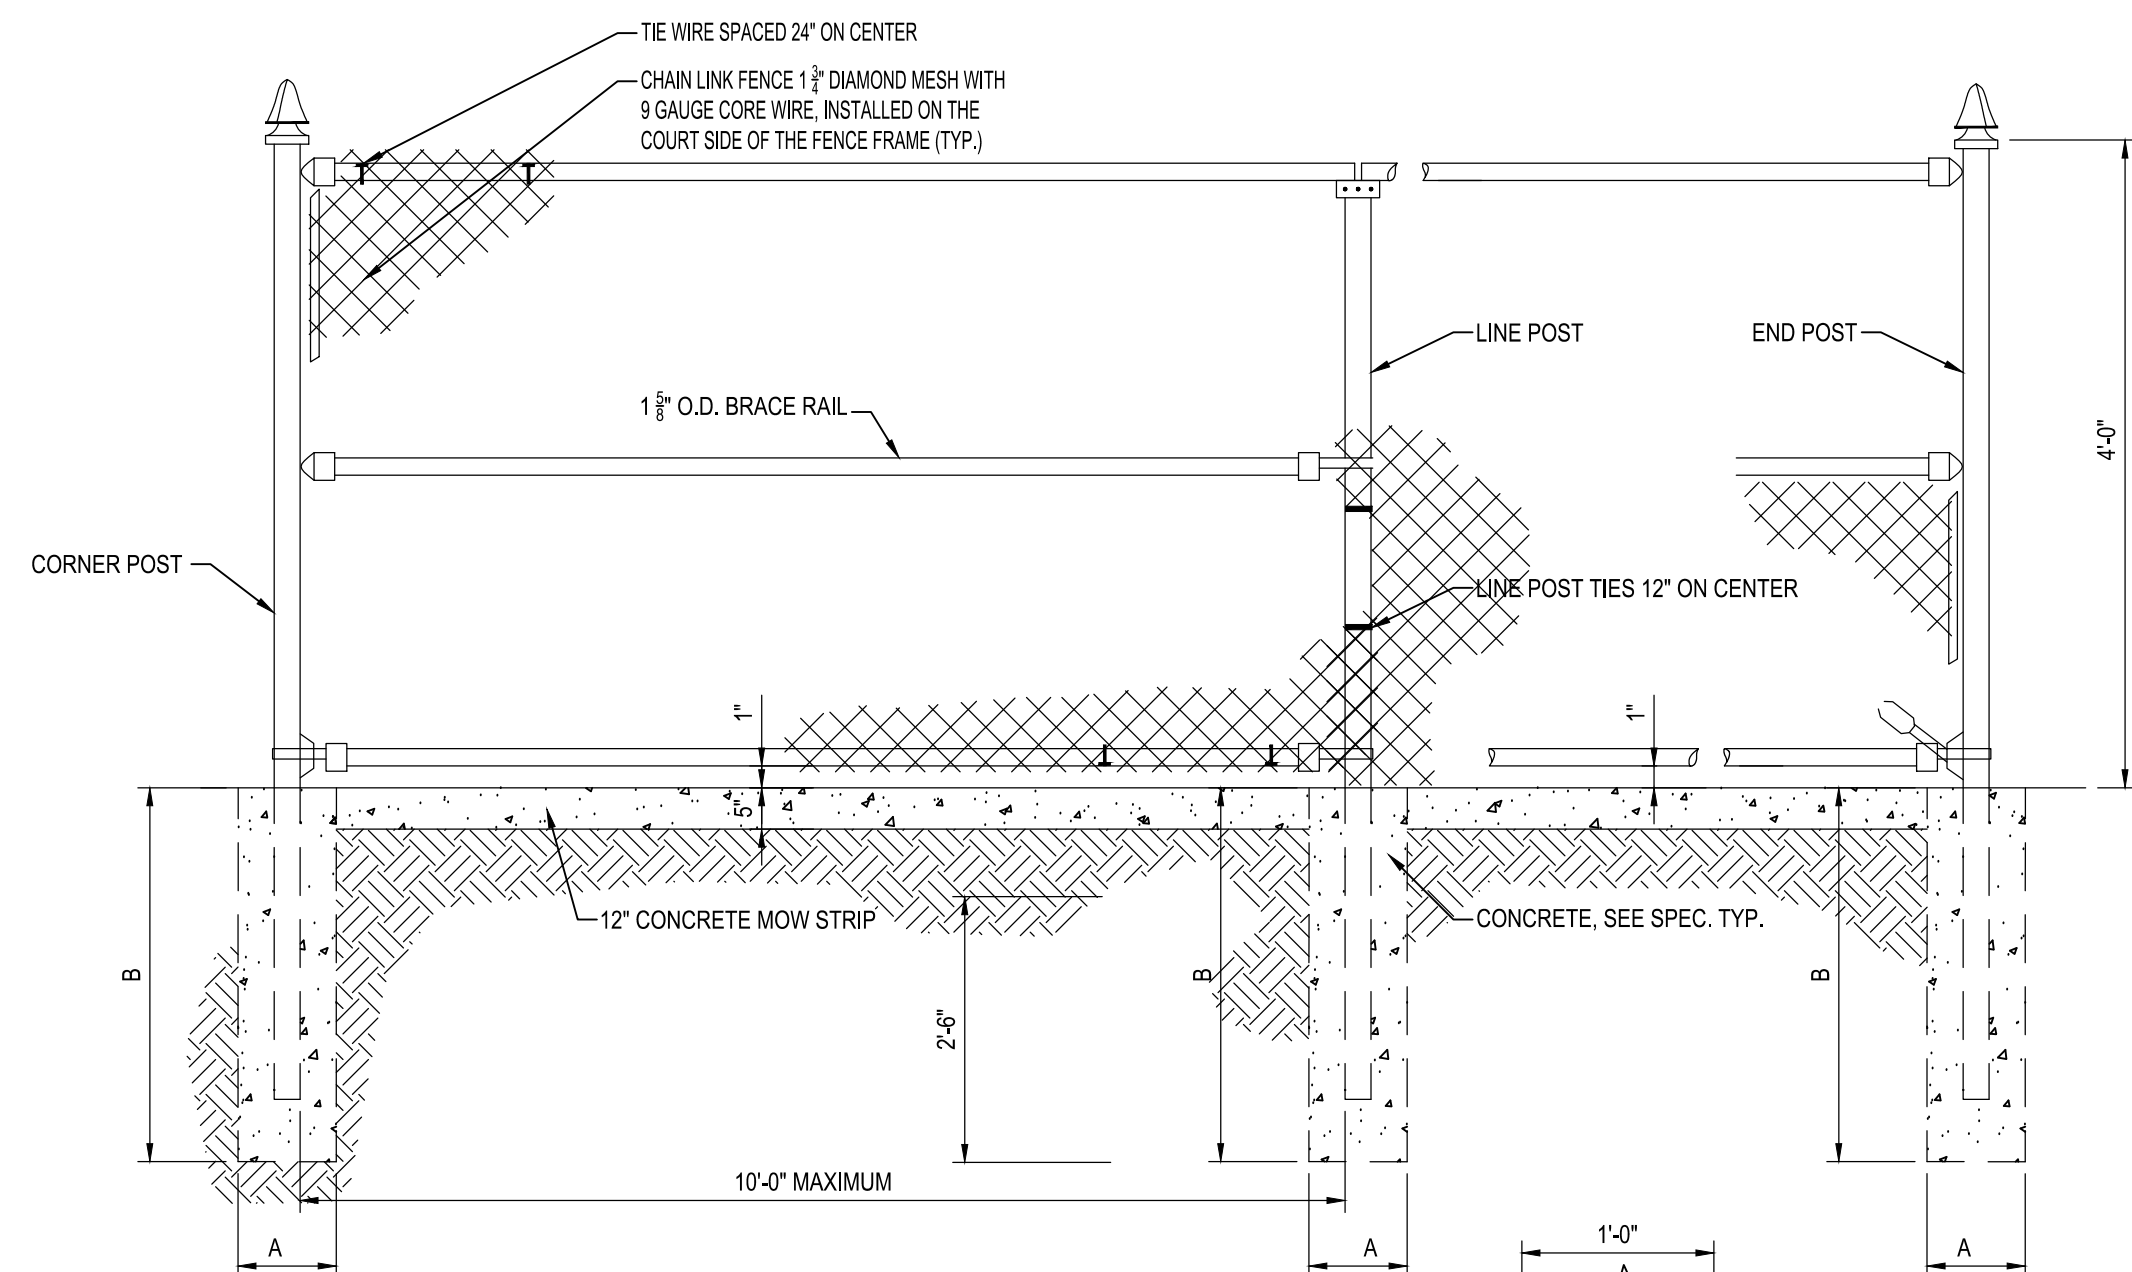 TIE WIRE SPACED 24" ON CENTER
CHAIN LINK FENCE 1 3/4" DIAMOND MESH WITH
9 GAUGE CORE WIRE, INSTALLED ON THE
COURT SIDE OF THE FENCE FRAME (TYP.)
LINE POST
END POST
1 5/8" O.D. BRACE RAIL
4'-0"
CORNER POST
LINE POST TIES 12" ON CENTER
1"
1"
5"
12" CONCRETE MOW STRIP
CONCRETE, SEE SPEC. TYP.
B
B
B
2'-6"
10'-0" MAXIMUM
1'-0"
A
A
A
A